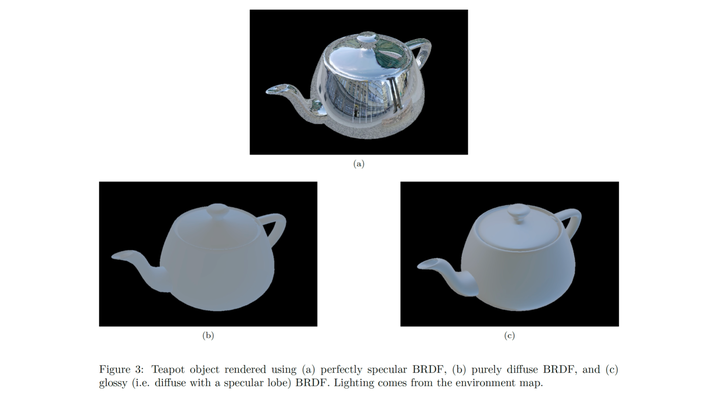 (a)
(b)
(c)
Figure 3: Teapot object rendered using (a) perfectly specular BRDF, (b) purely diffuse BRDF, and (c)
glossy (i.e. diffuse with a specular lobe) BRDF. Lighting comes from the environment map.